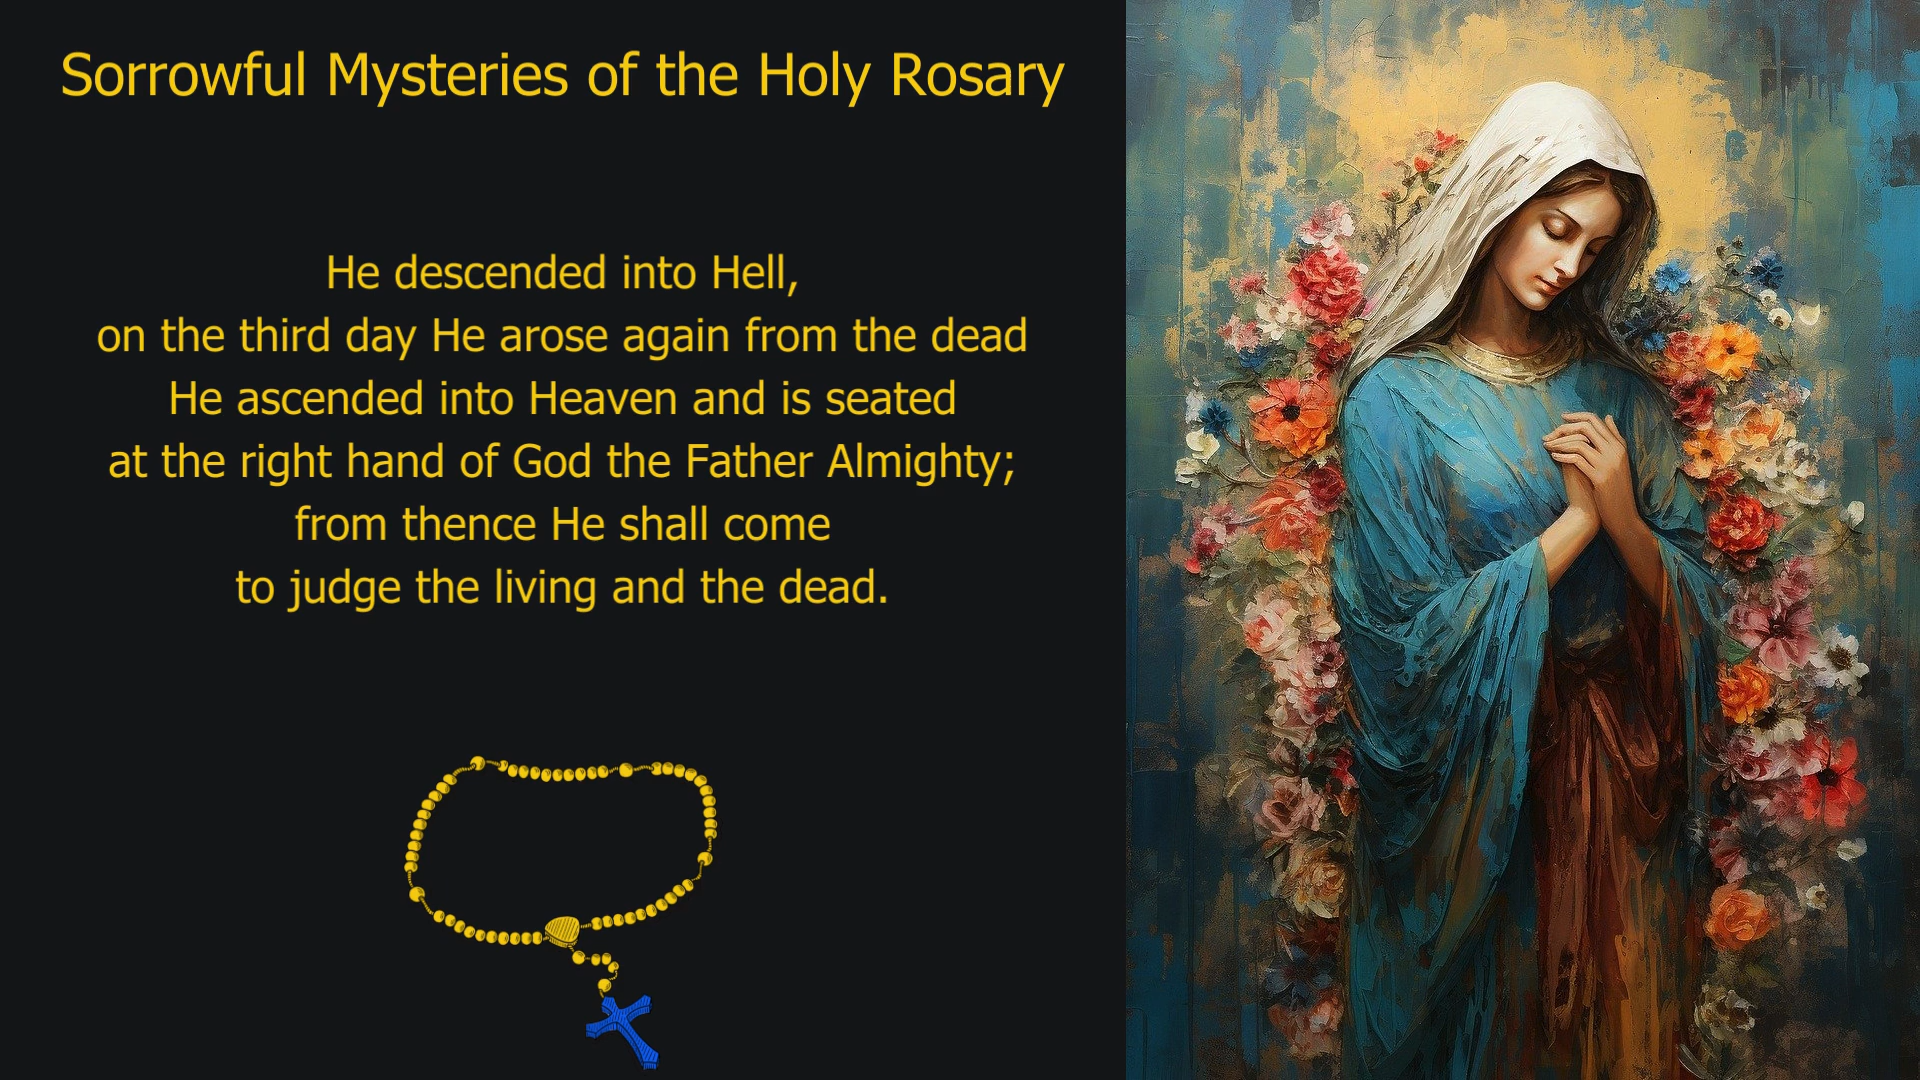 Sorrowful Mysteries of the Holy Rosary
He descended into Hell,
on the third day He arose again from the dead
He ascended into Heaven and is seated
at the right hand of God the Father Almighty;
from thence He shall come
to judge the living and the dead.